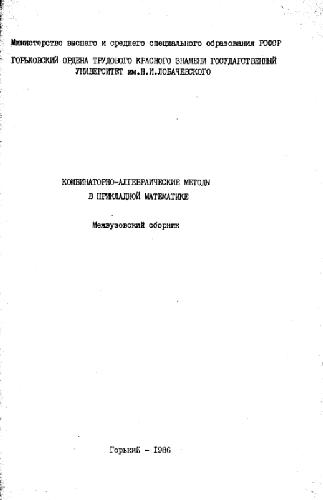 Министерство высшего и среднего специального образования РСФСР
ГОРЬКОВСКИЙ ОРДЕНА ТРУДОВОГО КРАСНОГО ЗНАМЕНИ ГОСУДАРСТВЕННЫЙ
УНИВЕРСИТЕТ им.Н.И.ЛОБАЧЕВСКОГО
КОМБИНАТОРНО-АЛГЕБРАИЧЕСКИЕ МЕТОДЫ
В ПРИКЛАДНОЙ МАТЕМАТИКЕ
Межвузовский сборник
Горький - 1986